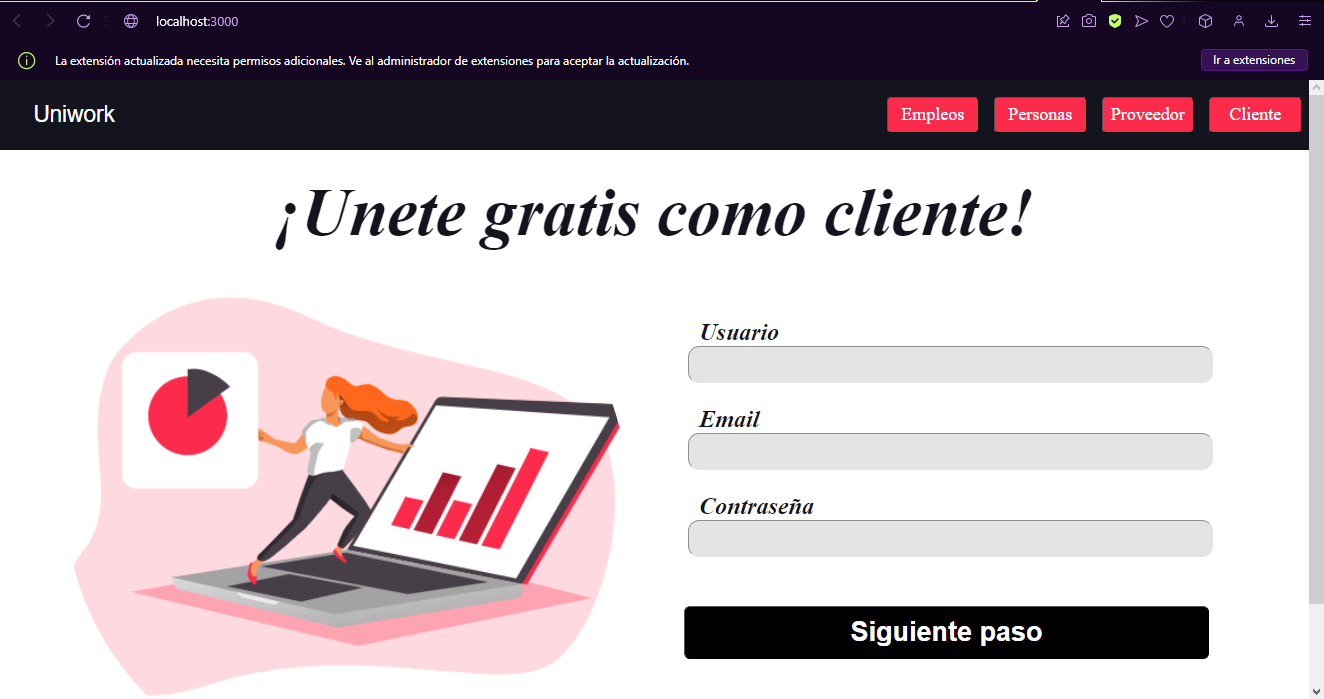 localhost:3000
La extensión actualizada necesita permisos adicionales. Ve al administrador de extensiones para aceptar la actualización.
Ir a extensiones
Uniwork
Empleos
Personas
Proveedor
Cliente
¡Unete gratis como cliente!
Usuario
Email
Contraseña
Siguiente paso